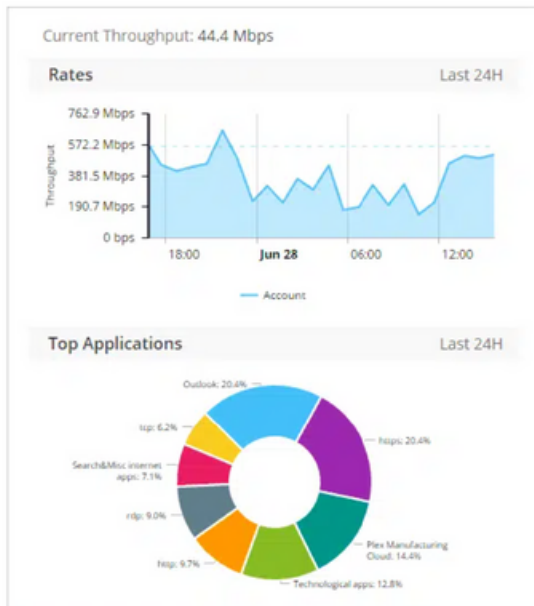 Current Throughput: 44.4 Mbps
Rates
Last 24H
762.9 Mbps
572.2 Mbps
381.5 Mbps
190.7 Mbps
0 bps
Throughput
18:00
Jun 28
06:00
12:00
Account
Top Applications
Last 24H
Outlook: 20.4%
https: 20.4%
Plex Manufacturing
Cloud: 14.4%
Technological apps: 12.8%
http: 9.7%
rdp: 9.0%
Search&Misc internet
apps: 7.1%
tcp: 6.2%